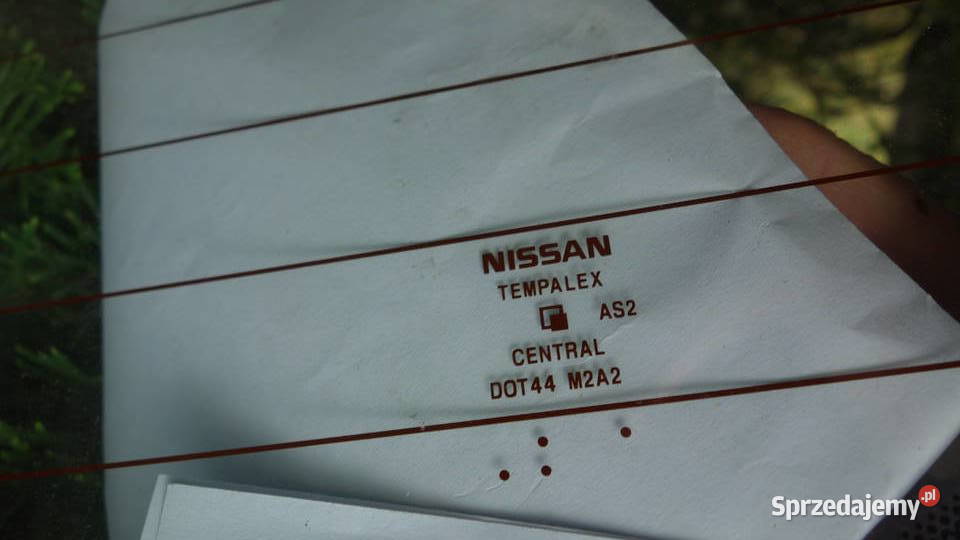 NISSAN
TEMPALEX
AS2
CENTRAL
DOT44 M2A2
Sprzedajemy.pl